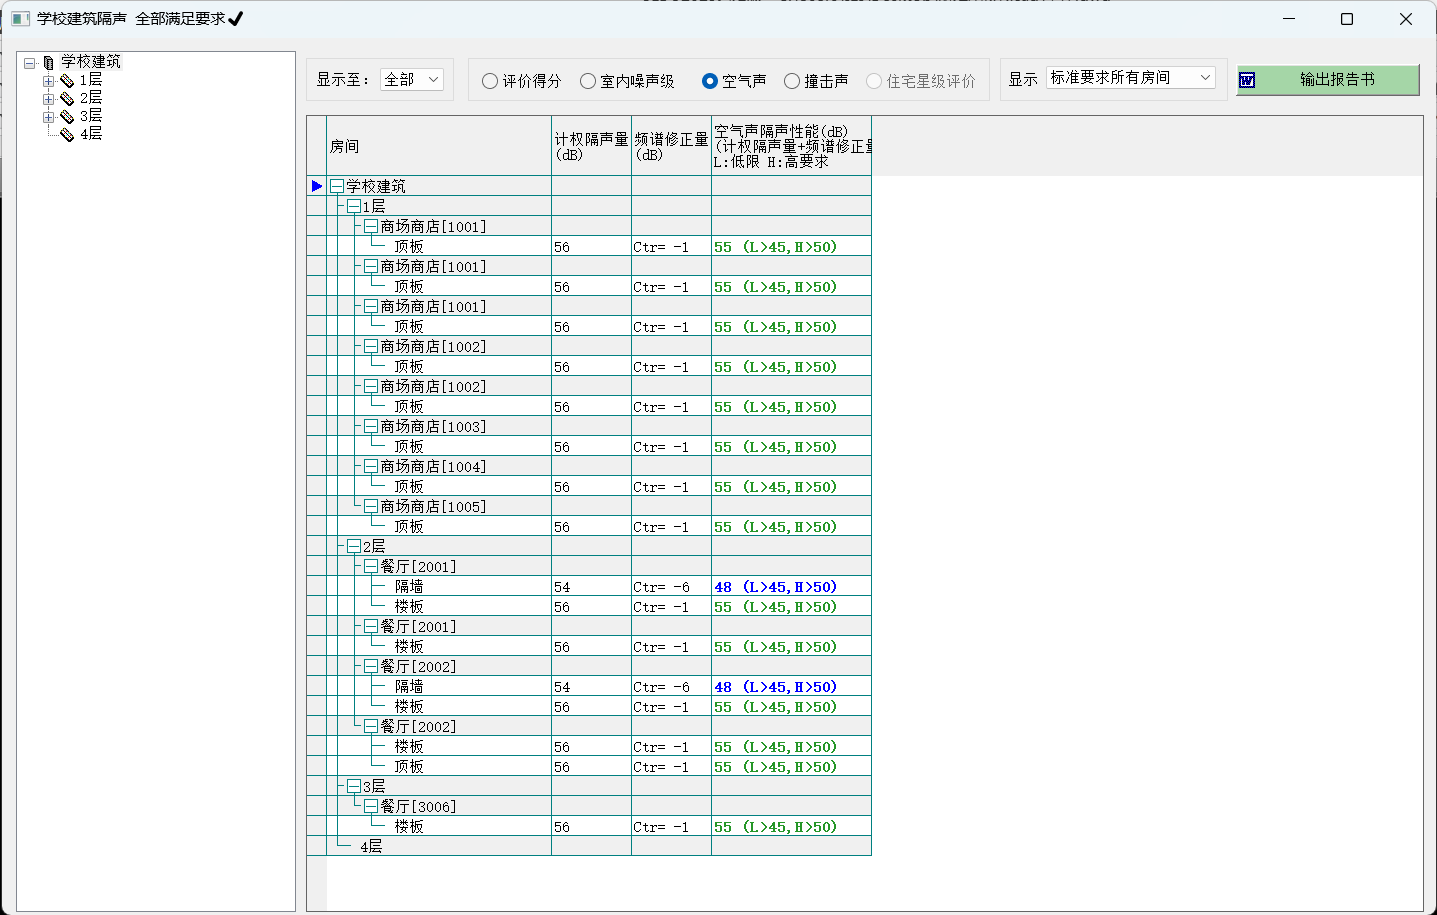 学校建筑隔声 全部满足要求✔
学校建筑
1层
2层
3层
4层
显示至： 全部
评价得分 室内噪声级 空气声 撞击声 住宅星级评价
显示 标准要求所有房间
输出报告书
房间
计权隔声量
(dB)
频谱修正量
(dB)
空气声隔声性能(dB)
(计权隔声量+频谱修正量
L:低限 H:高要求
学校建筑
1层
商场商店[1001]
顶板 56 Ctr= -1 55 (L>45,H>50)
商场商店[1001]
顶板 56 Ctr= -1 55 (L>45,H>50)
商场商店[1001]
顶板 56 Ctr= -1 55 (L>45,H>50)
商场商店[1002]
顶板 56 Ctr= -1 55 (L>45,H>50)
商场商店[1002]
顶板 56 Ctr= -1 55 (L>45,H>50)
商场商店[1003]
顶板 56 Ctr= -1 55 (L>45,H>50)
商场商店[1004]
顶板 56 Ctr= -1 55 (L>45,H>50)
商场商店[1005]
顶板 56 Ctr= -1 55 (L>45,H>50)
2层
餐厅[2001]
隔墙 54 Ctr= -6 48 (L>45,H>50)
楼板 56 Ctr= -1 55 (L>45,H>50)
餐厅[2001]
楼板 56 Ctr= -1 55 (L>45,H>50)
餐厅[2002]
隔墙 54 Ctr= -6 48 (L>45,H>50)
楼板 56 Ctr= -1 55 (L>45,H>50)
餐厅[2002]
楼板 56 Ctr= -1 55 (L>45,H>50)
顶板 56 Ctr= -1 55 (L>45,H>50)
3层
餐厅[3006]
楼板 56 Ctr= -1 55 (L>45,H>50)
4层